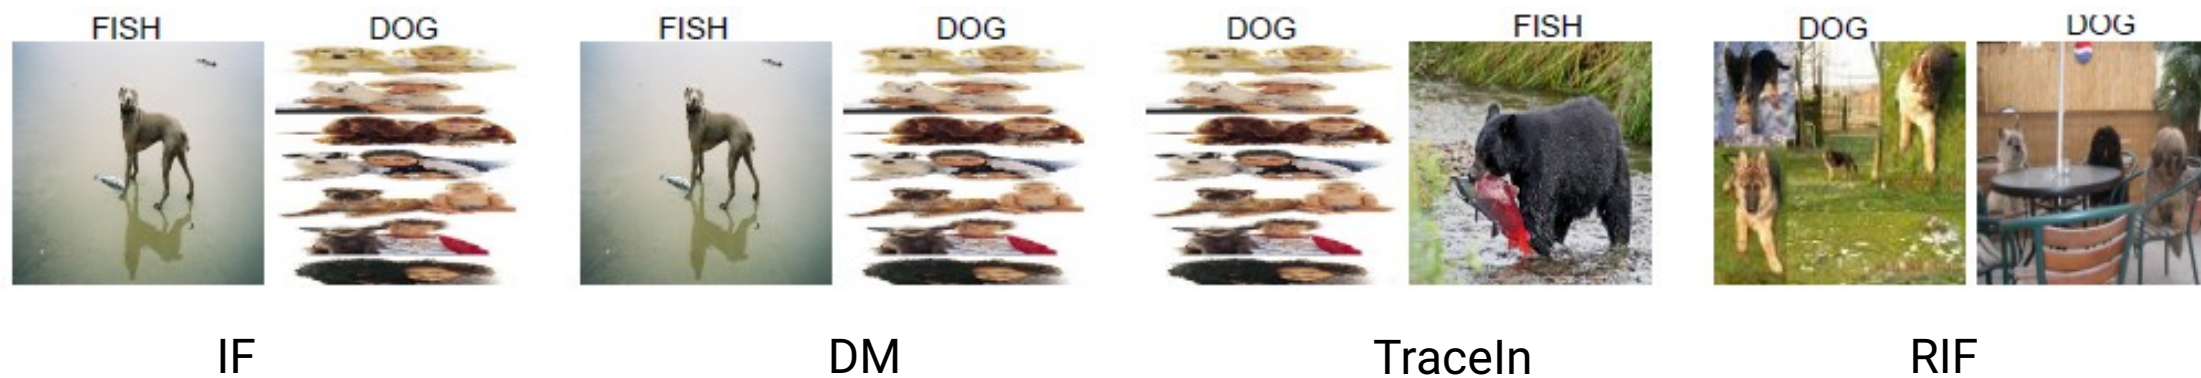 FISH DOG FISH DOG DOG FISH DOG DOG
IF DM TraceIn RIF